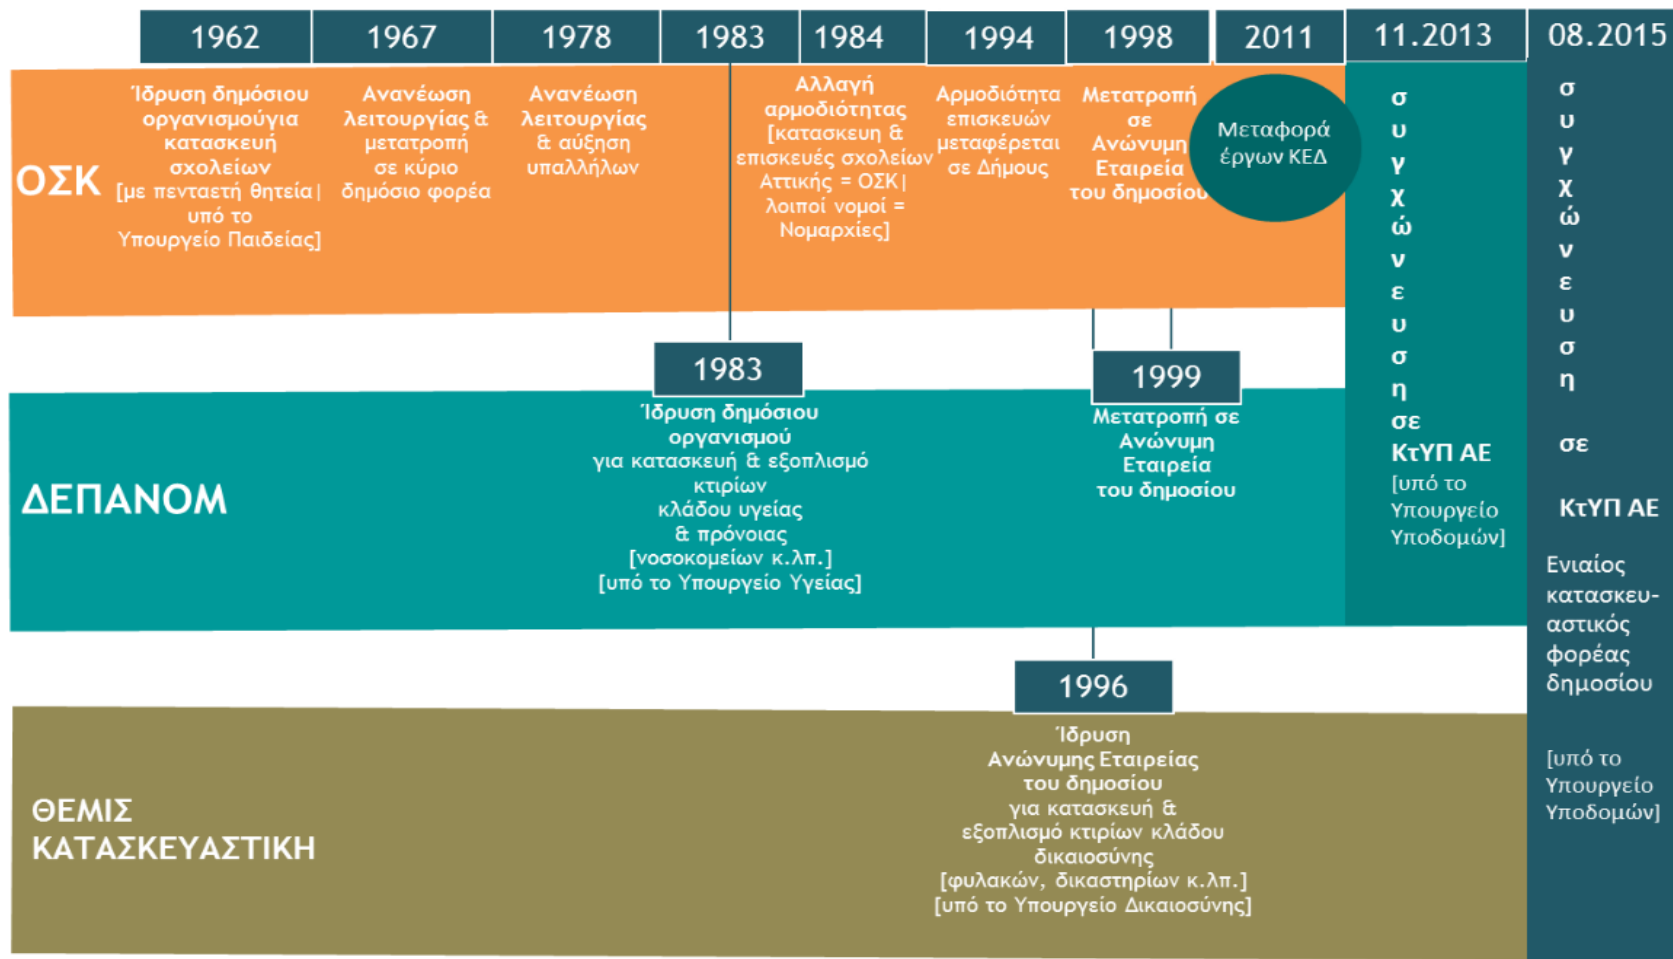 1962
1967
1978
1983
1984
1994
1998
2011
11.2013
08.2015
ΟΣΚ
Ίδρυση δημόσιου
οργανισμούγια
κατασκευή
σχολείων
[με πενταετή θητεία|
υπό το
Υπουργείο Παιδείας]
Ανανέωση
λειτουργίας &
μετατροπή
σε κύριο
δημόσιο φορέα
Ανανέωση
λειτουργίας
& αύξηση
υπαλλήλων
Αλλαγή
αρμοδιότητας
[κατασκευη &
επισκευές σχολείων
Αττικής = ΟΣΚ|
λοιποί νομοί =
Νομαρχίες]
Αρμοδιότητα
επισκευών
μεταφέρεται
σε Δήμους
Μετατροπή
σε
Ανώνυμη
Εταιρεία
του δημοσίου
Μεταφορά
έργων ΚΕΔ
σ
υ
γ
χ
ώ
ν
ε
υ
σ
η
σε
ΚτΥΠ ΑΕ
[υπό το
Υπουργείο
Υποδομών]
σ
υ
γ
χ
ώ
ν
ε
υ
σ
η
σε
ΚτΥΠ ΑΕ
Ενιαίος
κατασκευ-
αστικός
φορέας
δημοσίου
[υπό το
Υπουργείο
Υποδομών]
ΔΕΠΑΝΟΜ
1983
Ίδρυση δημόσιου
οργανισμού
για κατασκευή & εξοπλισμό
κτιρίων
κλάδου υγείας
& πρόνοιας
[νοσοκομείων κ.λπ.]
[υπό το Υπουργείο Υγείας]
1999
Μετατροπή σε
Ανώνυμη
Εταιρεία
του δημοσίου
ΘΕΜΙΣ
ΚΑΤΑΣΚΕΥΑΣΤΙΚΗ
1996
Ίδρυση
Ανώνυμης Εταιρείας
του δημοσίου
για κατασκευή &
εξοπλισμό κτιρίων κλάδου
δικαιοσύνης
[φυλακών, δικαστηρίων κ.λπ.]
[υπό το Υπουργείο Δικαιοσύνης]